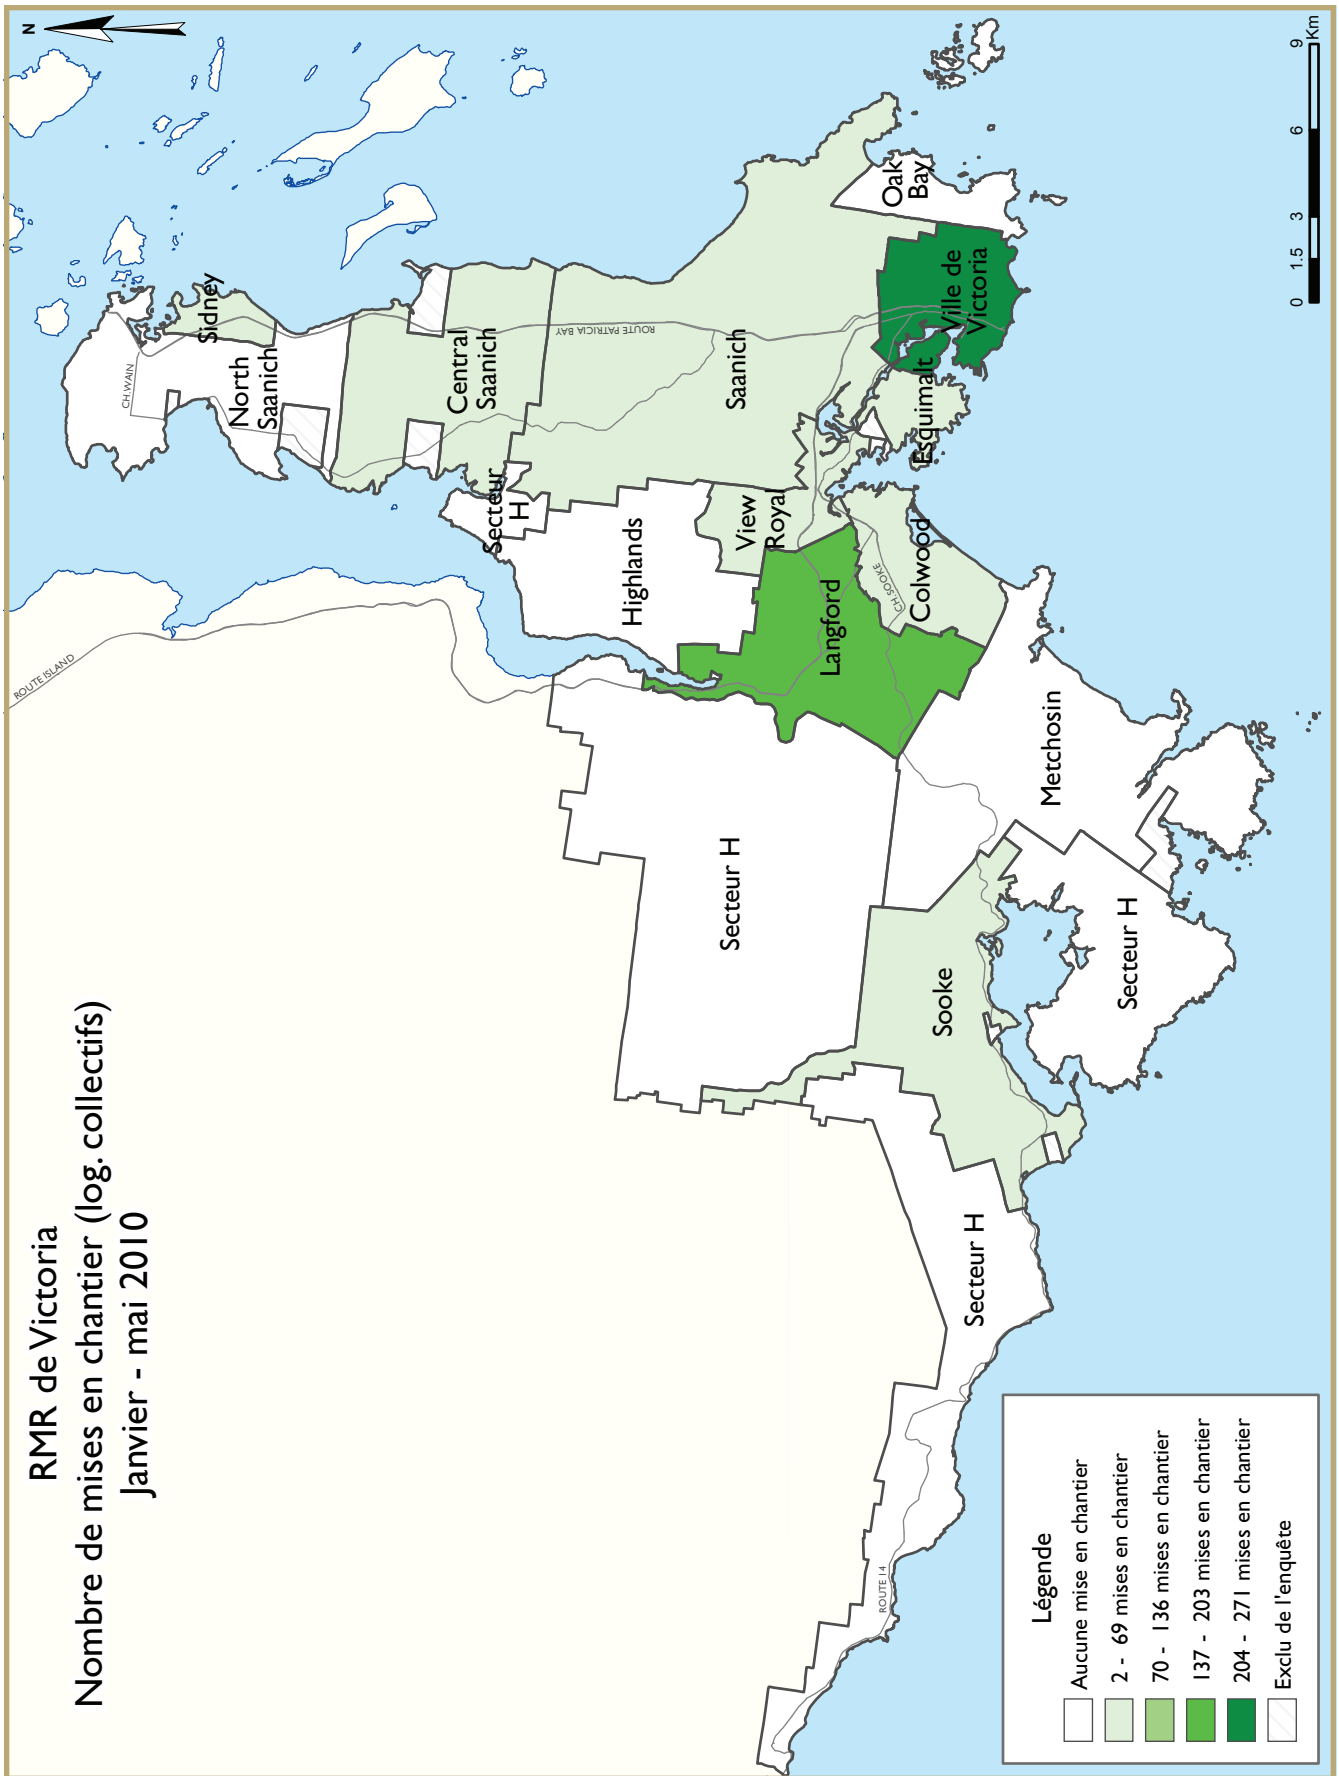 RMR de Victoria
Nombre de mises en chantier (log. collectifs)
Janvier - mai 2010
N
ROUTE ISLAND
CH.WAIN
Sidney
North
Saanich
Central
Saanich
ROUTE PATRICIA BAY
Saanich
Secteur
H
Highlands
View
Royal
Oak
Bay
Ville de
Victoria
Esquimalt
Langford
Colwood
CH.SOOKE
Metchosin
Secteur H
Secteur H
Sooke
Secteur H
ROUTE 14
Légende
Aucune mise en chantier
2 - 69 mises en chantier
70 - 136 mises en chantier
137 - 203 mises en chantier
204 - 271 mises en chantier
Exclu de l'enquête
0 1.5 3 6 9
Km